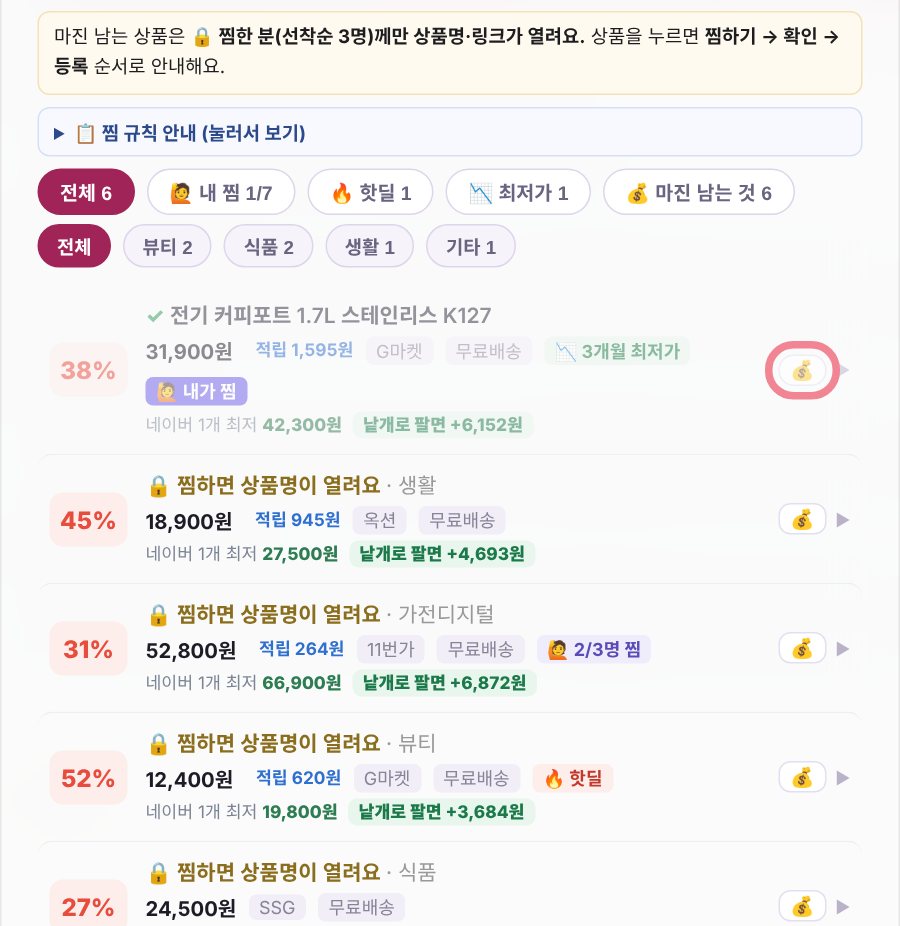 마진 남는 상품은 🔒 찜한 분(선착순 3명)께만 상품명·링크가 열려요. 상품을 누르면 찜하기 → 확인 →
등록 순서로 안내해요.
▶ 📋 찜 규칙 안내 (눌러서 보기)
전체 6 🙋 내 찜 1/7 🔥 핫딜 1 📉 최저가 1 💰 마진 남는 것 6
전체 뷰티 2 식품 2 생활 1 기타 1
✓ 전기 커피포트 1.7L 스테인리스 K127
38% 31,900원 적립 1,595원 G마켓 무료배송 📉 3개월 최저가 💰 ▶
🙋 내가 찜
네이버 1개 최저 42,300원 낱개로 팔면 +6,152원
🔒 찜하면 상품명이 열려요 · 생활
45% 18,900원 적립 945원 옥션 무료배송 💰 ▶
네이버 1개 최저 27,500원 낱개로 팔면 +4,693원
🔒 찜하면 상품명이 열려요 · 가전디지털
31% 52,800원 적립 264원 11번가 무료배송 🙋 2/3명 찜 💰 ▶
네이버 1개 최저 66,900원 낱개로 팔면 +6,872원
🔒 찜하면 상품명이 열려요 · 뷰티
52% 12,400원 적립 620원 G마켓 무료배송 🔥 핫딜 💰 ▶
네이버 1개 최저 19,800원 낱개로 팔면 +3,684원
🔒 찜하면 상품명이 열려요 · 식품
27% 24,500원 SSG 무료배송 💰 ▶